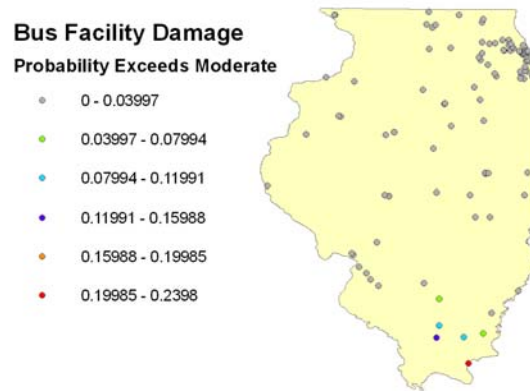 Bus Facility Damage
Probability Exceeds Moderate
0 - 0.03997
0.03997 - 0.07994
0.07994 - 0.11991
0.11991 - 0.15988
0.15988 - 0.19985
0.19985 - 0.2398